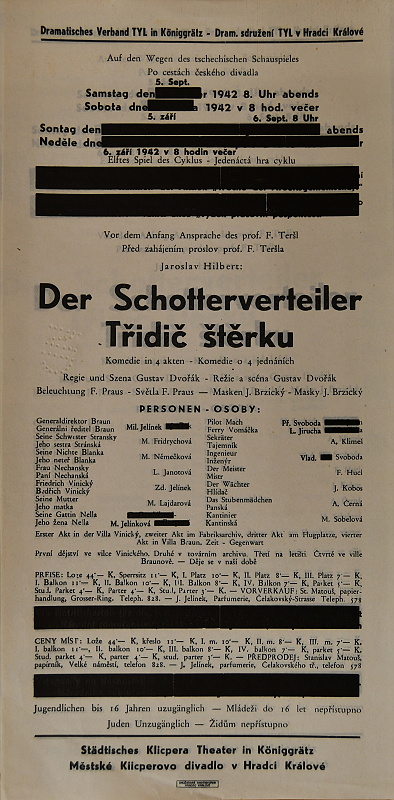 Dramatisches Verband TYL in Königgrätz - Dram. sdružení TYL v Hradci Králové
Auf den Wegen des tschechischen Schauspieles
Po cestách českého divadla
5. Sept.
Samstag den r 1942 8. Uhr abends
Sobota dne a 1942 v 8 hod. večer
5. září 6. Sept. 8 Uhr
Sontag den abends
Neděle dne r
6. září 1942 v 8 hodin večer
Elftes Spiel des Cyklus - Jedenáctá hra cyklu
Vor dem Anfang Ansprache des prof. F. Teršl
Před zahájením proslov prof. F. Teršla
Jaroslav Hilbert:
Der Schotterverteiler
Třidič štěrku
Komedie in 4 akten - Komedie o 4 jednáních
Regie und Szena Gustav Dvořák - Režie a scéna Gustav Dvořák
Beleuchtung F. Praus - Světla F. Praus — Masken J. Brzický - Masky J. Brzický
PERSONEN - OSOBY:
Generaldirektor Braun
Generální ředitel Braun Mil. Jelínek
Seine Schwester Stransky
Jeho sestra Stránská M. Fridrychová
Seine Nichte Blanka
Jeho neteř Blanka M. Němečková
Frau Nechansky
Paní Nechanská L. Janotová
Friedrich Vinický
Bedřich Vinický Zd. Jelínek
Seine Mutter
Jeho matka M. Lajdarová
Seine Gattin Nella
Jeho žena Nella M. Jelínková
Pilot Mach Př. Svoboda
Ferry Vomáčka L. Jirucha
Sekretär
Tajemník A. Klimeš
Ingenieur
Inženýr Vlad. Svoboda
Der Meister
Mistr F. Hucl
Der Wächter
Hlídač J. Kobos
Das Stubenmädchen
Panská A. Černá
Kantinier
Kantinská M. Sobelová
Erster Akt in der Villa Vinický, zweiter Akt im Fabrikarchiv, dritter Akt am Flugplatze, vierter
Akt in Villa Braun. Zeit - Gegenwart
První dějství ve vilce Vinického. Druhé v továrním archivu. Třetí na letišti. Čtvrté ve ville
Braunově. — Děje se v naší době
PREISE: Lože 44'— K, Spersitz 11'— K, I. Platz 10'— K, II. Platz 8'— K, III. Platz 7'— K,
I. Balkon 11'— K, II. Balkon 10'— K, III. Balkon 8'— K, IV. Balkon 7'— K, Parket 5'— K,
Stu.l. Parket 4'— K, Parter 4'— K, Stu.l. Parter 3'— K. - VORVERKAUF: St. Matouš, papier-
handlung, Grosser-Ring. Teleph. 828. — J. Jelínek, Parfumerie, Čelakovský-Strasse Teleph. 578
CENY MÍST: Lože 44'— K, křeslo 11'— K, I. m. 10'— K, II. m. 8'— K, III. m. 7'— K,
I. balkon 11'—, II. balkon 10'— K, III. balkon 8'— K, IV. balkon 7'— K, parket 5'— K,
Stud. parket 4'— K, parter 4'— K, stud. parter 3'— K. — PŘEDPRODEJ: Stanislav Matouš,
papírník, Velké náměstí, telefon 828. — J. Jelínek, parfumerie, Čelakovského tř., telefon 578
Jugendlichen bis 16 Jahren uzugänglich — Mládeži do 16 let nepřístupno
Juden Unzugänglich — Židům nepřístupno
Städtisches Klicpera Theater in Königgrätz
Městské Klicperovo divadlo v Hradci Králové